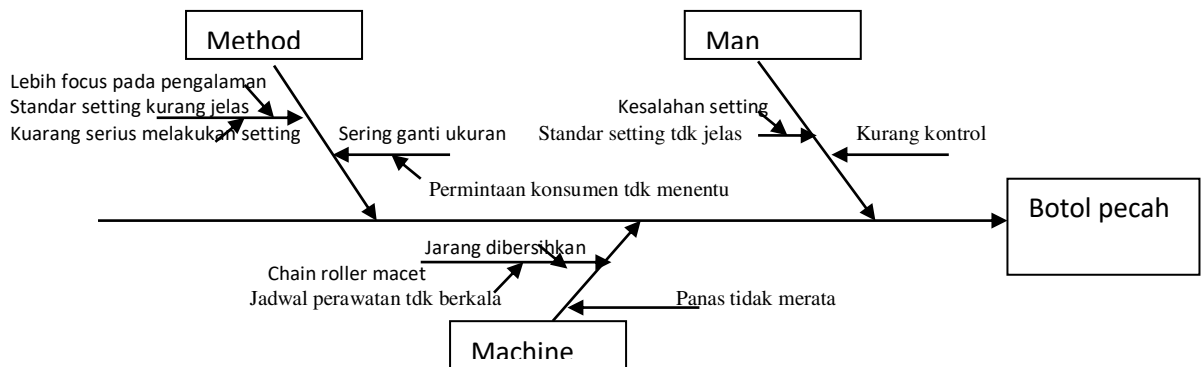 Method
Man
Lebih focus pada pengalaman
Standar setting kurang jelas
Kuarang serius melakukan setting
Sering ganti ukuran
Permintaan konsumen tdk menentu
Kesalahan setting
Standar setting tdk jelas
Kurang kontrol
Botol pecah
Jarang dibersihkan
Chain roller macet
Jadwal perawatan tdk berkala
Panas tidak merata
Machine